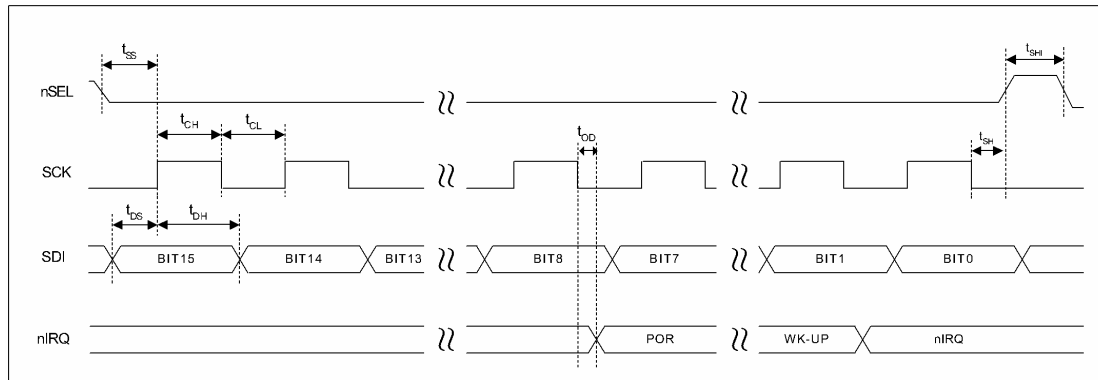 tSS
tSHI
nSEL
tCH
tCL
tOD
tSH
SCK
tDS
tDH
SDI
BIT15
BIT14
BIT13
BIT8
BIT7
BIT1
BIT0
nIRQ
POR
WK-UP
nIRQ